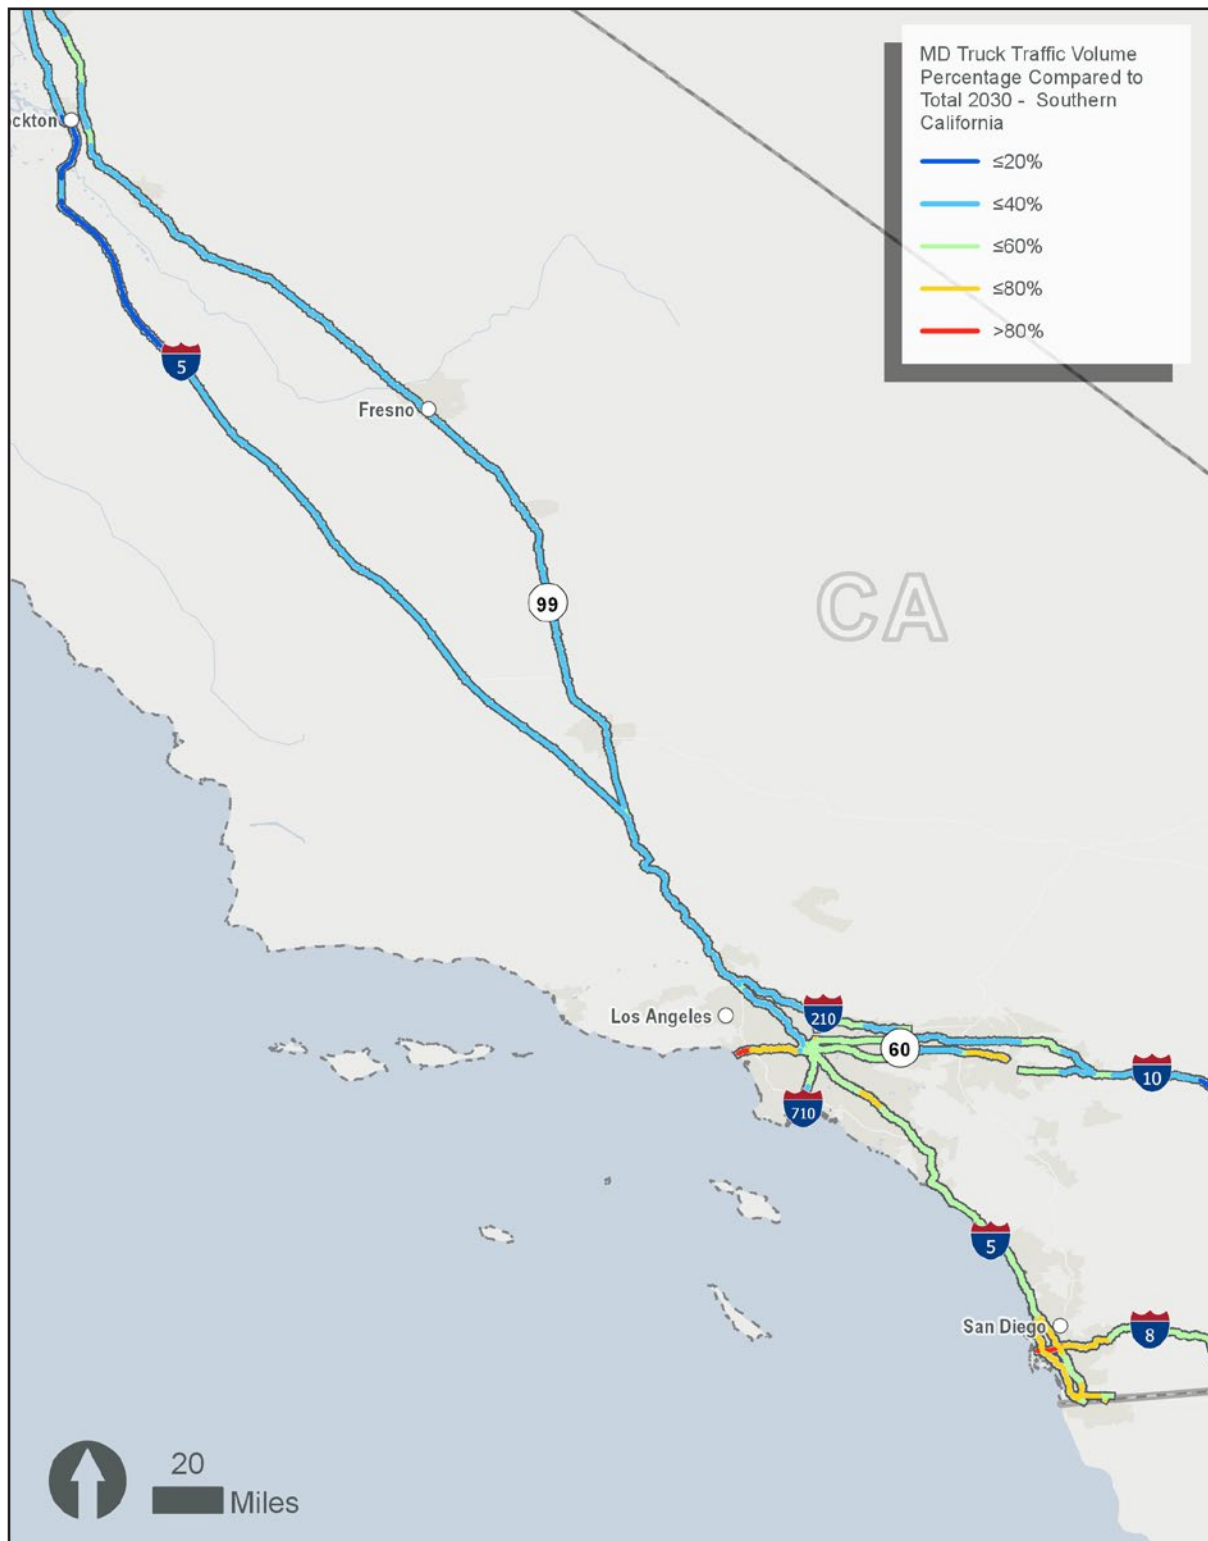 MD Truck Traffic Volume
Percentage Compared to
Total 2030 - Southern
California
≤20%
≤40%
≤60%
≤80%
>80%
ckton
5
Fresno
99
CA
Los Angeles
210
60
10
710
5
San Diego
8
20
Miles